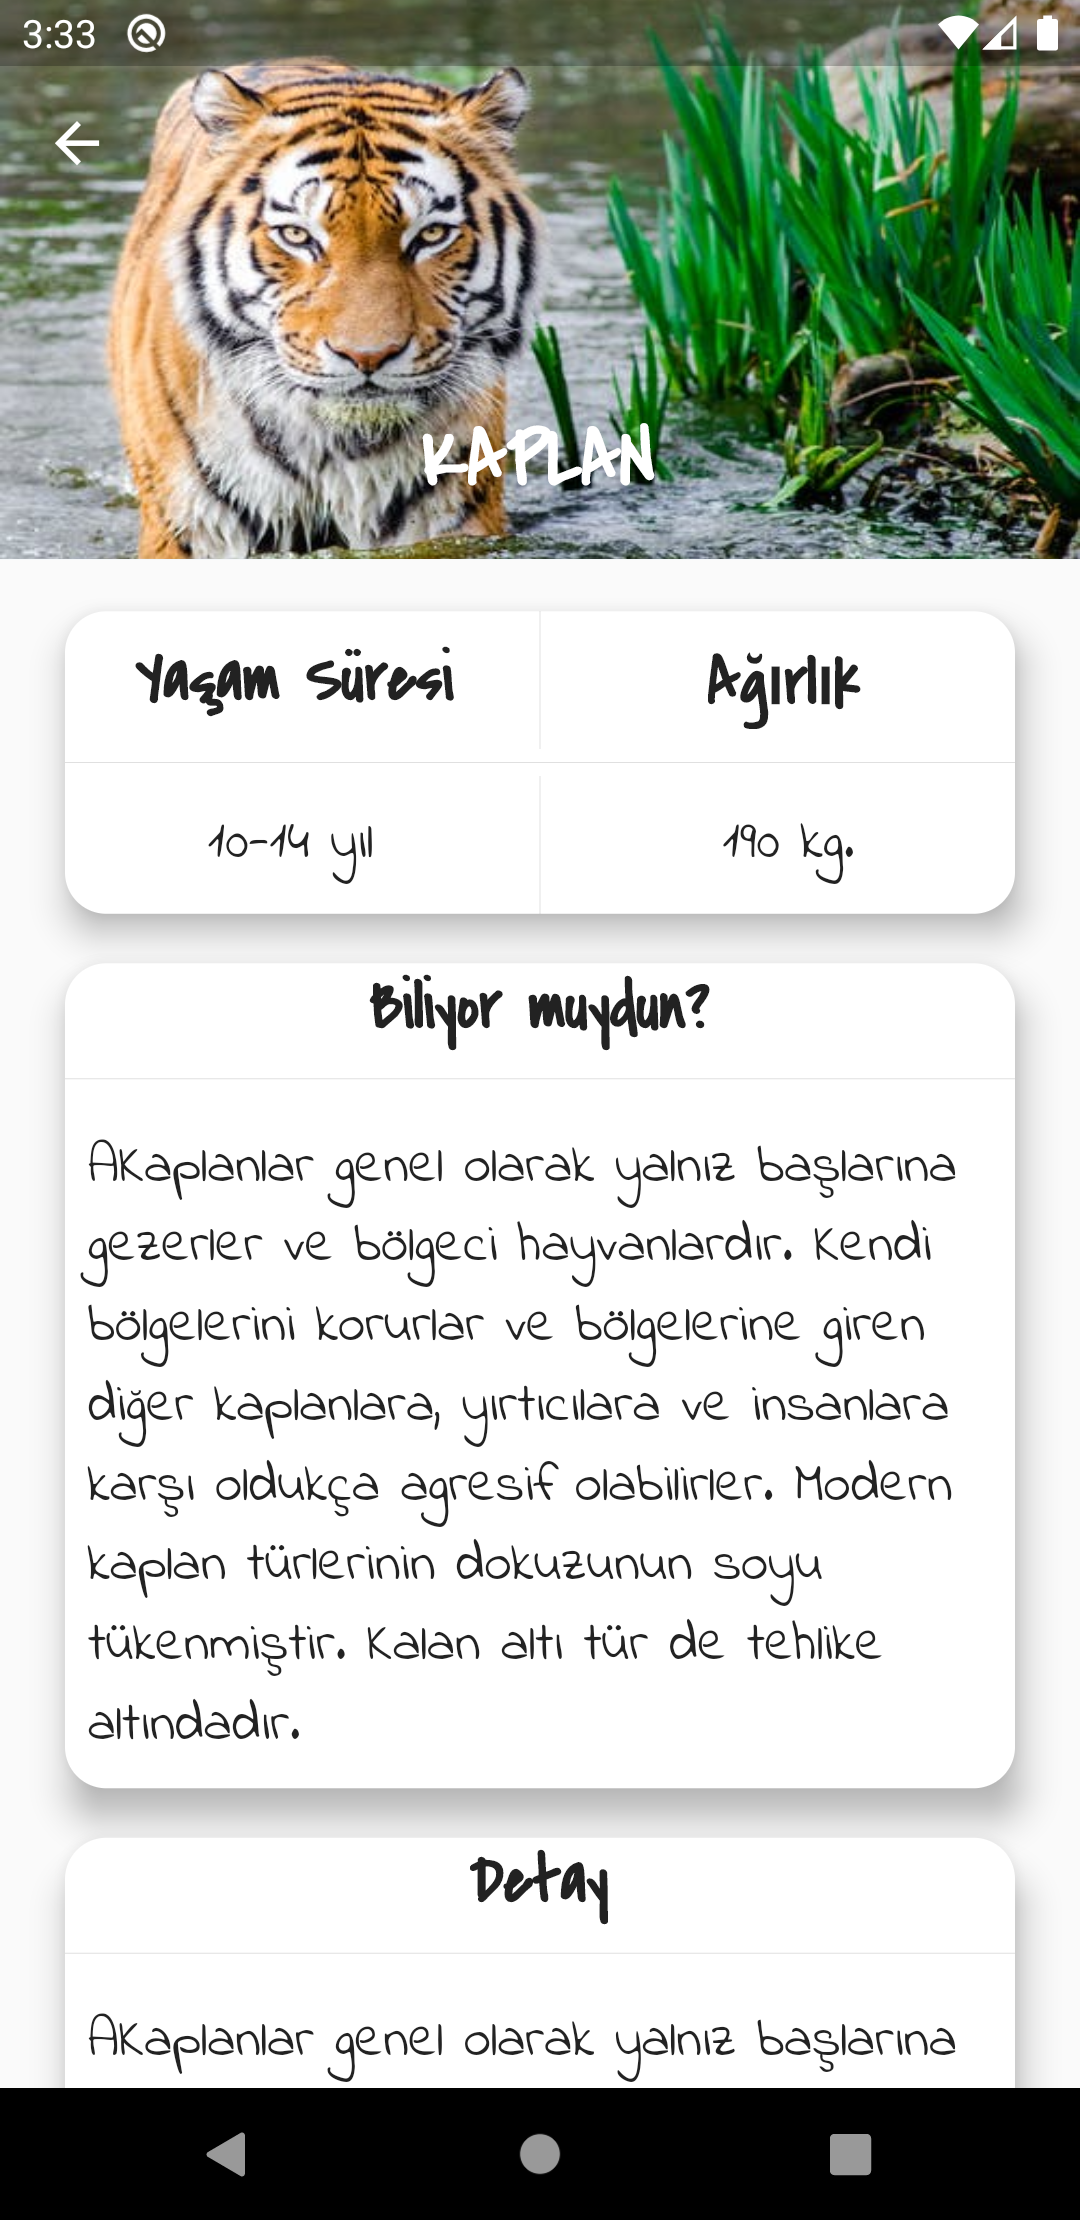 3:33
KAPLAN
Yaşam Süresi
Ağırlık
10-14 yıl
190 kg.
Biliyor muydun?
AKaplanlar genel olarak yalnız başlarına
gezerler ve bölgeci hayvanlardır. Kendi
bölgelerini korurlar ve bölgelerine giren
diğer kaplanlara, yırtıcılara ve insanlara
karşı oldukça agresif olabilirler. Modern
kaplan türlerinin dokuzunun soyu
tükenmiştir. Kalan altı tür de tehlike
altındadır.
Detay
AKaplanlar genel olarak yalnız başlarına